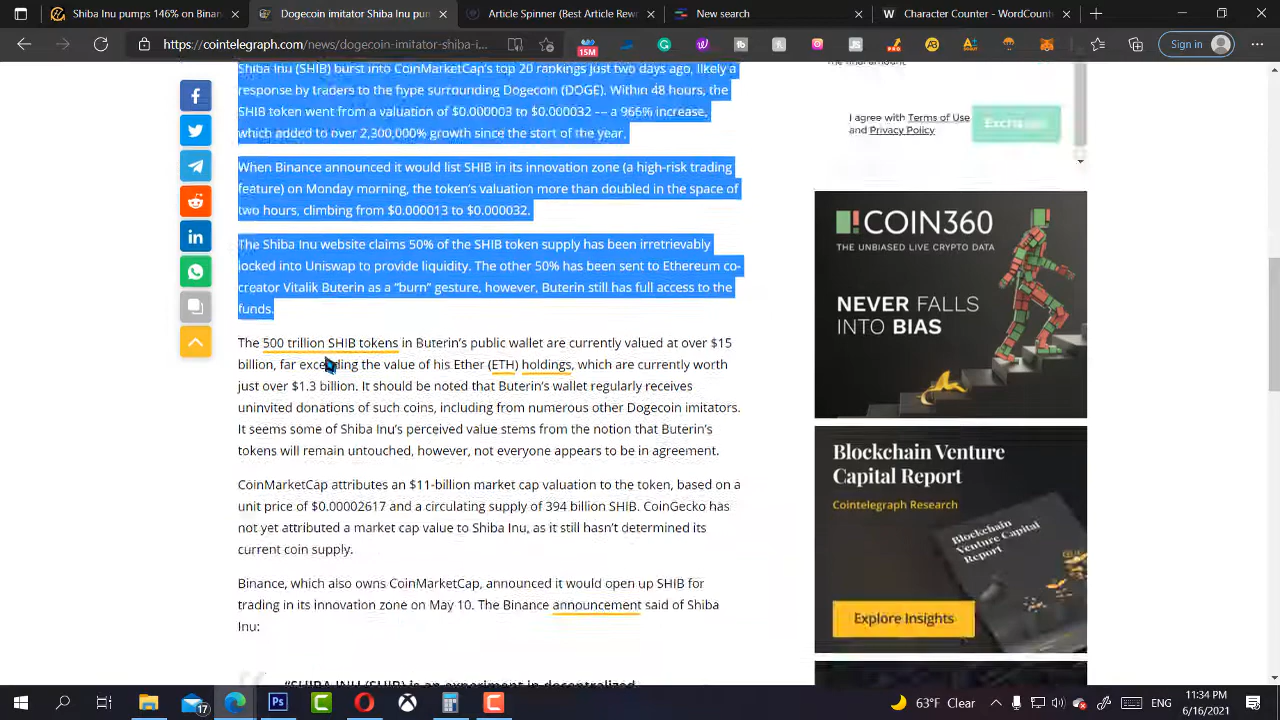 Shiba Inu pumps 146% on Binan
Dogecoin imitator Shiba Inu pun
Article Spinner (Best Article Rewr
New search
Character Counter - WordCounte
https://cointelegraph.com/news/dogecoin-imitator-shiba-i...
15M
Sign in
Shiba Inu (SHIB) burst into CoinMarketCap's top 20 rankings just two days ago, likely a
response by traders to the hype surrounding Dogecoin (DOGE). Within 48 hours, the
SHIB token went from a valuation of $0.000003 to $0.000032 –– a 966% increase,
which added to over 2,300,000% growth since the start of the year.
When Binance announced it would list SHIB in its innovation zone (a high-risk trading
feature) on Monday morning, the token's valuation more than doubled in the space of
two hours, climbing from $0.000013 to $0.000032.
The Shiba Inu website claims 50% of the SHIB token supply has been irretrievably
locked into Uniswap to provide liquidity. The other 50% has been sent to Ethereum co-
creator Vitalik Buterin as a "burn" gesture, however, Buterin still has full access to the
funds.
The 500 trillion SHIB tokens in Buterin's public wallet are currently valued at over $15
billion, far exceeding the value of his Ether (ETH) holdings, which are currently worth
just over $1.3 billion. It should be noted that Buterin's wallet regularly receives
uninvited donations of such coins, including from numerous other Dogecoin imitators.
It seems some of Shiba Inu's perceived value stems from the notion that Buterin's
tokens will remain untouched, however, not everyone appears to be in agreement.
CoinMarketCap attributes an $11-billion market cap valuation to the token, based on a
unit price of $0.00002617 and a circulating supply of 394 billion SHIB. CoinGecko has
not yet attributed a market cap value to Shiba Inu, as it still hasn't determined its
current coin supply.
Binance, which also owns CoinMarketCap, announced it would open up SHIB for
trading in its innovation zone on May 10. The Binance announcement said of Shiba
Inu:
"SHIBA INU (SHIB) is an experiment in decentralized
the final amount.
I agree with Terms of Use
and Privacy Policy
COIN360
THE UNBIASED LIVE CRYPTO DATA
NEVER FALLS
INTO BIAS
Blockchain Venture
Capital Report
Cointelegraph Research
Blockchain Venture
Capital
Report
Explore Insights
17
63°F Clear
ENG
11:34 PM
6/16/2021